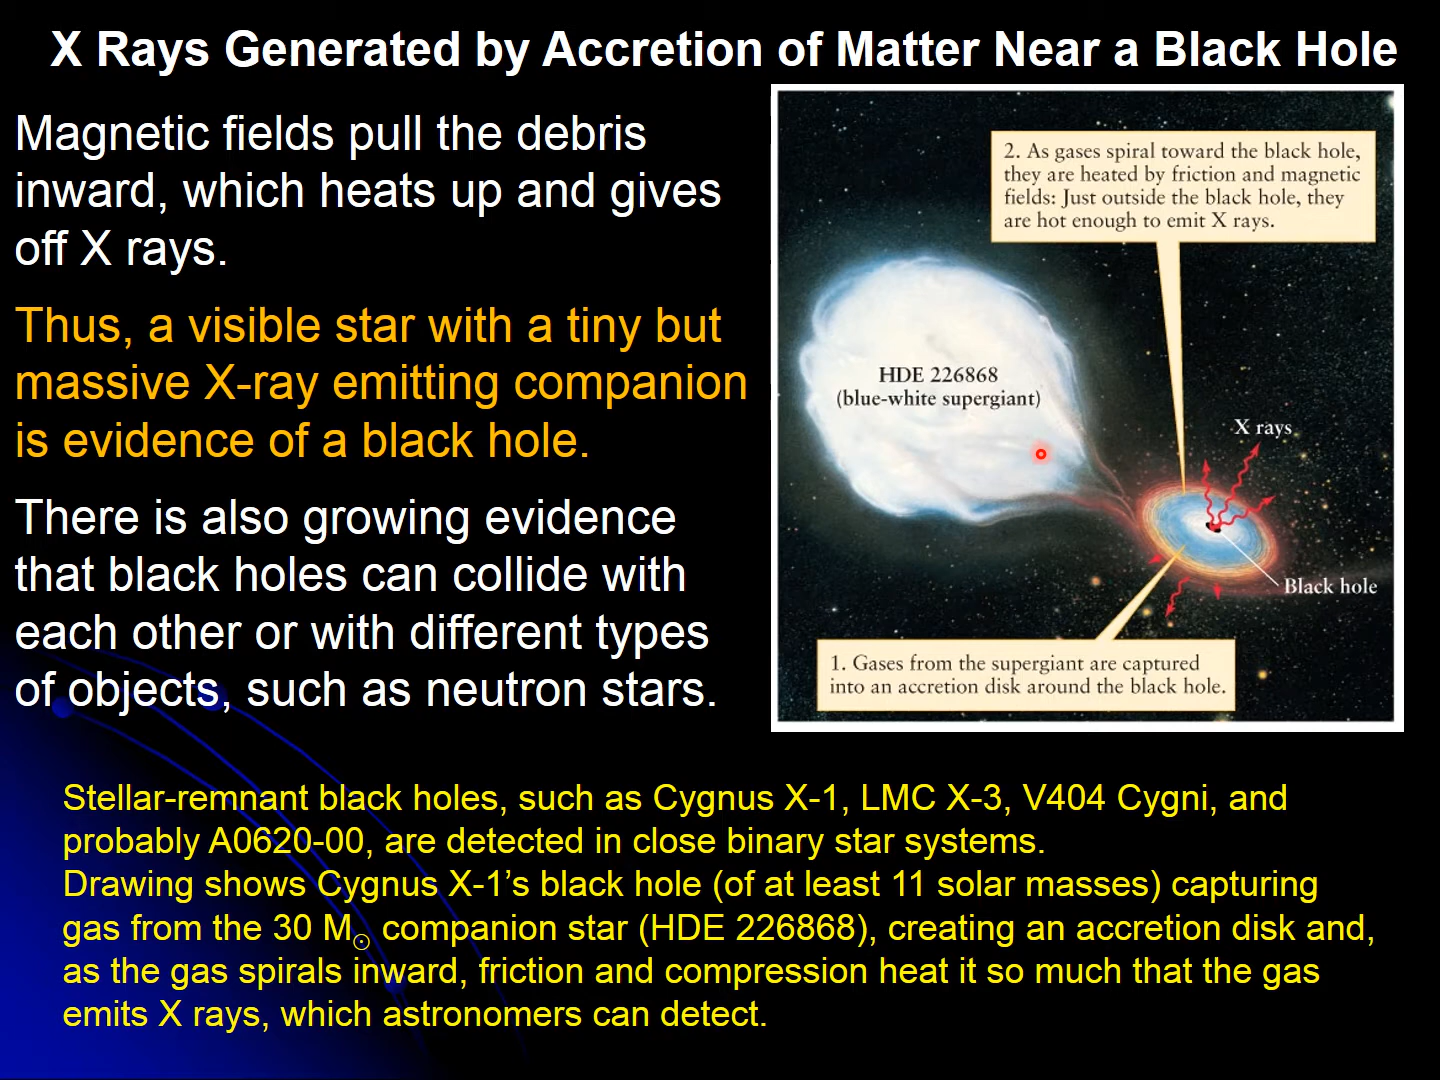 X Rays Generated by Accretion of Matter Near a Black Hole
Magnetic fields pull the debris
inward, which heats up and gives
off X rays.
Thus, a visible star with a tiny but
massive X-ray emitting companion
is evidence of a black hole.
There is also growing evidence
that black holes can collide with
each other or with different types
of objects, such as neutron stars.
2. As gases spiral toward the black hole,
they are heated by friction and magnetic
fields: Just outside the black hole, they
are hot enough to emit X rays.
HDE 226868
(blue-white supergiant)
X rays
Black hole
1. Gases from the supergiant are captured
into an accretion disk around the black hole.
Stellar-remnant black holes, such as Cygnus X-1, LMC X-3, V404 Cygni, and
probably A0620-00, are detected in close binary star systems.
Drawing shows Cygnus X-1’s black hole (of at least 11 solar masses) capturing
gas from the 30 M☉ companion star (HDE 226868), creating an accretion disk and,
as the gas spirals inward, friction and compression heat it so much that the gas
emits X rays, which astronomers can detect.